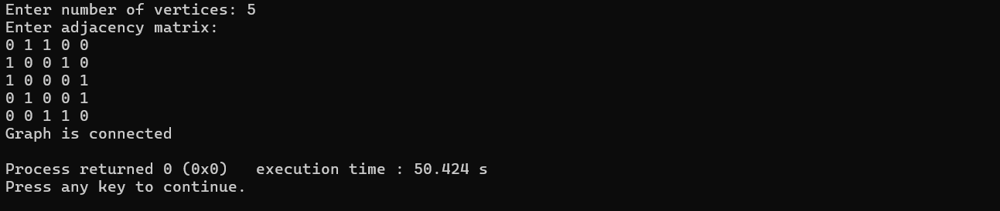 Enter number of vertices: 5
Enter adjacency matrix:
0 1 1 0 0
1 0 0 1 0
1 0 0 0 1
0 1 0 0 1
0 0 1 1 0
Graph is connected
Process returned 0 (0x0)   execution time : 50.424 s
Press any key to continue.